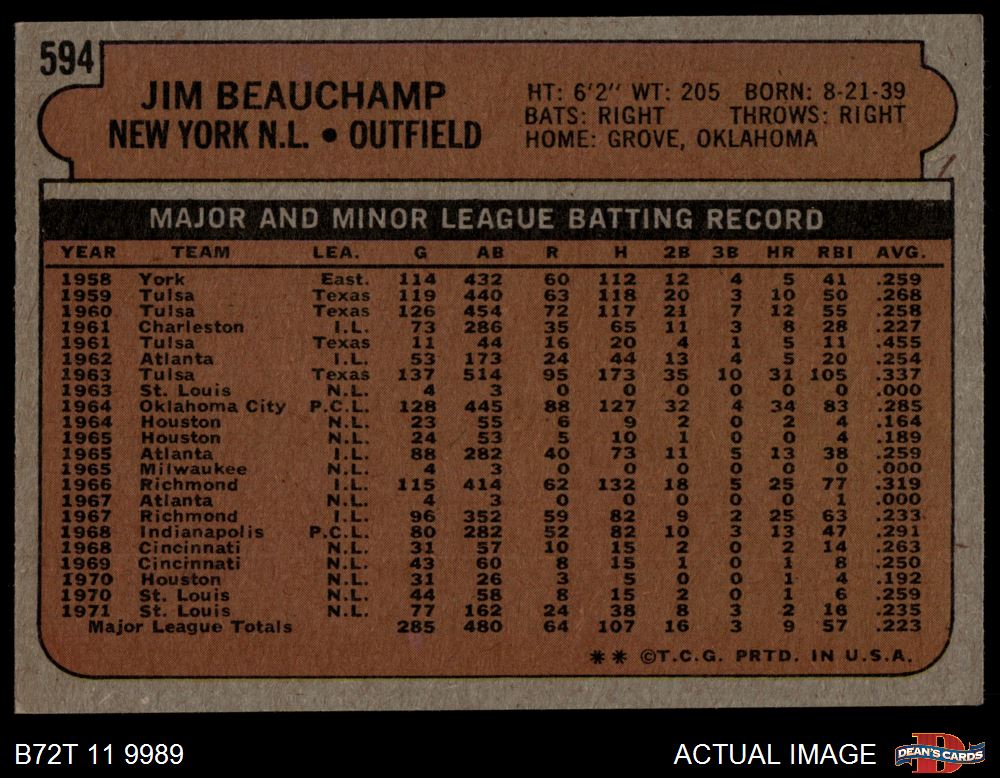 594
JIM BEAUCHAMP
NEW YORK N.L. • OUTFIELD
HT: 6'2" WT: 205 BORN: 8-21-39
BATS: RIGHT THROWS: RIGHT
HOME: GROVE, OKLAHOMA
MAJOR AND MINOR LEAGUE BATTING RECORD
YEAR TEAM LEA. G AB R H 2B 3B HR RBI AVG.
1958 York East. 114 432 60 112 12 4 5 41 .259
1959 Tulsa Texas 119 440 63 118 20 3 10 50 .268
1960 Tulsa Texas 126 454 72 117 21 7 12 55 .258
1961 Charleston I.L. 73 286 35 65 11 3 8 28 .227
1961 Tulsa Texas 11 44 16 20 4 1 5 11 .455
1962 Atlanta I.L. 53 173 24 44 13 4 5 20 .254
1963 Tulsa Texas 137 514 95 173 35 10 31 105 .337
1963 St. Louis N.L. 4 3 0 0 0 0 0 0 .000
1964 Oklahoma City P.C.L. 128 445 88 127 32 4 34 83 .285
1964 Houston N.L. 23 55 6 9 2 0 2 4 .164
1965 Houston N.L. 24 53 5 10 1 0 0 4 .189
1965 Atlanta I.L. 88 282 40 73 11 5 13 38 .259
1965 Milwaukee N.L. 4 3 0 0 0 0 0 0 .000
1966 Richmond I.L. 115 414 62 132 18 5 25 77 .319
1967 Atlanta N.L. 4 3 0 0 0 0 0 1 .000
1967 Richmond I.L. 96 352 59 82 9 2 25 63 .233
1968 Indianapolis P.C.L. 80 282 52 82 10 3 13 47 .291
1968 Cincinnati N.L. 31 57 10 15 2 0 2 14 .263
1969 Cincinnati N.L. 43 60 8 15 1 0 1 8 .250
1970 Houston N.L. 31 26 3 5 0 0 1 4 .192
1970 St. Louis N.L. 44 58 8 15 2 0 1 6 .259
1971 St. Louis N.L. 77 162 24 38 8 3 2 16 .235
Major League Totals 285 480 64 107 16 3 9 57 .223
** ©T.C.G. PRTD. IN U.S.A.
B72T 11 9989
ACTUAL IMAGE
DEAN'S CARDS